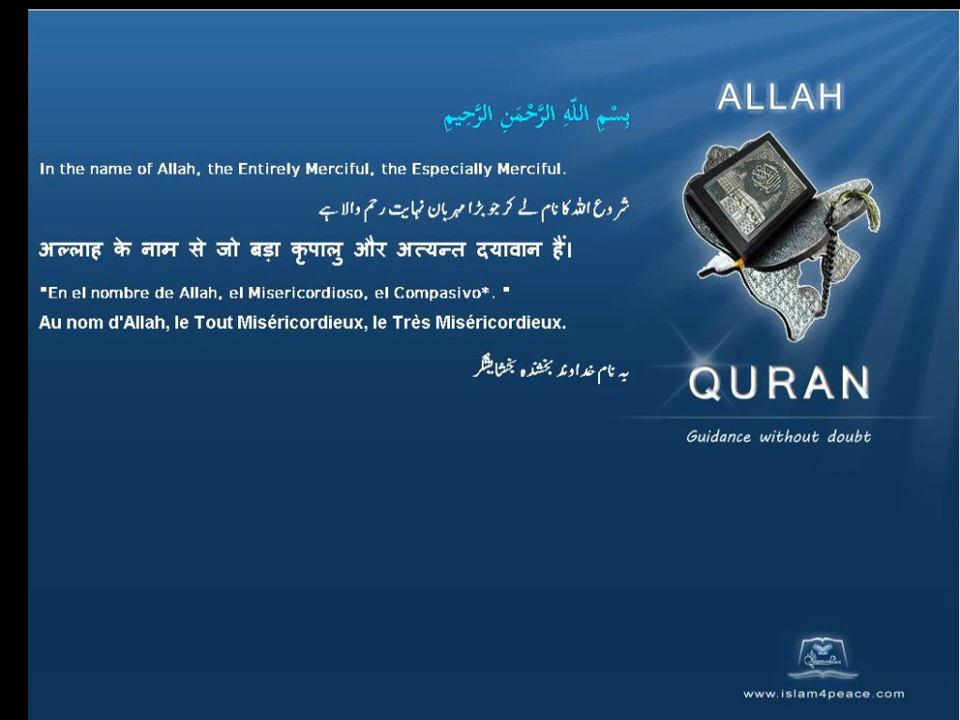 بِسْمِ اللَّهِ الرَّحْمَنِ الرَّحِيمِ
In the name of Allah, the Entirely Merciful, the Especially Merciful.
شروع اللہ کا نام لے کر جو بڑا مہربان نہایت رحم والا ہے
अल्लाह के नाम से जो बड़ा कृपालु और अत्यन्त दयावान हैं।
"En el nombre de Allah, el Misericordioso, el Compasivo*. "
Au nom d'Allah, le Tout Miséricordieux, le Très Miséricordieux.
به نام خداوند بخشنده بخشایشگر
ALLAH
QURAN
Guidance without doubt
www.islam4peace.com